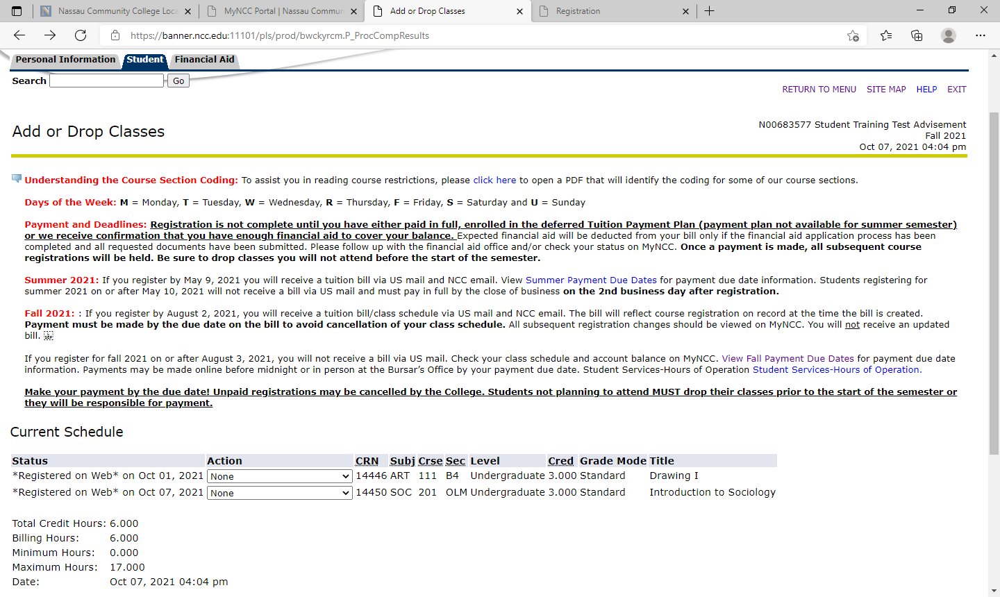 Nassau Community College Loca
MyNCC Portal | Nassau Commun
Add or Drop Classes
Registration
https://banner.ncc.edu:11101/pls/prod/bwckyrcm.P_ProcCompResults
Personal Information Student Financial Aid
Search Go
RETURN TO MENU SITE MAP HELP EXIT
Add or Drop Classes
N00683577 Student Training Test Advisement
Fall 2021
Oct 07, 2021 04:04 pm
Understanding the Course Section Coding: To assist you in reading course restrictions, please click here to open a PDF that will identify the coding for some of our course sections.
Days of the Week: M = Monday, T = Tuesday, W = Wednesday, R = Thursday, F = Friday, S = Saturday and U = Sunday
Payment and Deadlines: Registration is not complete until you have either paid in full, enrolled in the deferred Tuition Payment Plan (payment plan not available for summer semester)
or we receive confirmation that you have enough financial aid to cover your balance. Expected financial aid will be deducted from your bill only if the financial aid application process has been
completed and all requested documents have been submitted. Please follow up with the financial aid office and/or check your status on MyNCC. Once a payment is made, all subsequent course
registrations will be held. Be sure to drop classes you will not attend before the start of the semester.
Summer 2021: If you register by May 9, 2021 you will receive a tuition bill via US mail and NCC email. View Summer Payment Due Dates for payment due date information. Students registering for
summer 2021 on or after May 10, 2021 will not receive a bill via US mail and must pay in full by the close of business on the 2nd business day after registration.
Fall 2021: : If you register by August 2, 2021, you will receive a tuition bill/class schedule via US mail and NCC email. The bill will reflect course registration on record at the time the bill is created.
Payment must be made by the due date on the bill to avoid cancellation of your class schedule. All subsequent registration changes should be viewed on MyNCC. You will not receive an updated
bill.
If you register for fall 2021 on or after August 3, 2021, you will not receive a bill via US mail. Check your class schedule and account balance on MyNCC. View Fall Payment Due Dates for payment due date
information. Payments may be made online before midnight or in person at the Bursar’s Office by your payment due date. Student Services-Hours of Operation Student Services-Hours of Operation.
Make your payment by the due date! Unpaid registrations may be cancelled by the College. Students not planning to attend MUST drop their classes prior to the start of the semester or
they will be responsible for payment.
Current Schedule
Status Action CRN Subj Crse Sec Level Cred Grade Mode Title
*Registered on Web* on Oct 01, 2021 None 14446 ART 111 B4 Undergraduate 3.000 Standard Drawing I
*Registered on Web* on Oct 07, 2021 None 14450 SOC 201 OLM Undergraduate 3.000 Standard Introduction to Sociology
Total Credit Hours: 6.000
Billing Hours: 6.000
Minimum Hours: 0.000
Maximum Hours: 17.000
Date: Oct 07, 2021 04:04 pm